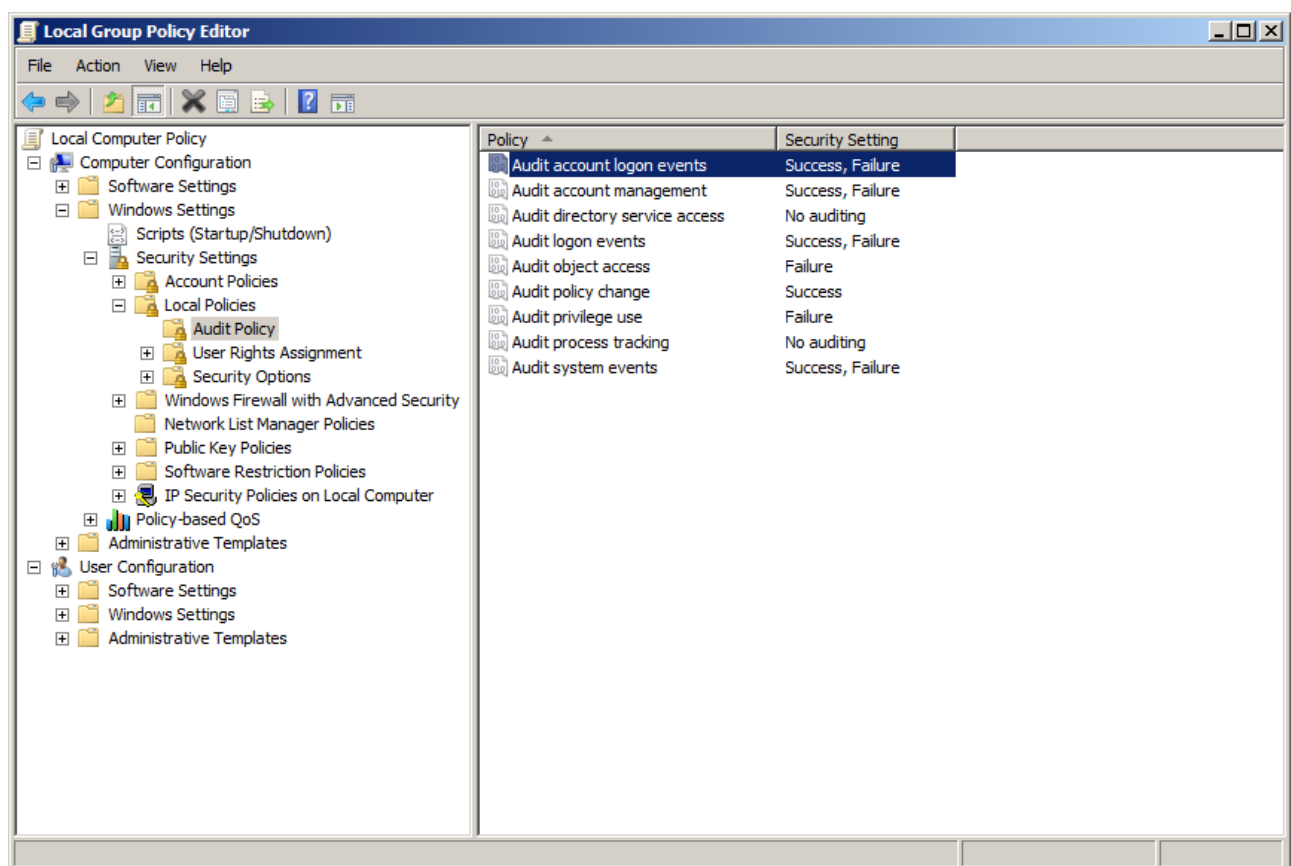 Local Group Policy Editor
File Action View Help
Local Computer Policy
Computer Configuration
Software Settings
Windows Settings
Scripts (Startup/Shutdown)
Security Settings
Account Policies
Local Policies
Audit Policy
User Rights Assignment
Security Options
Windows Firewall with Advanced Security
Network List Manager Policies
Public Key Policies
Software Restriction Policies
IP Security Policies on Local Computer
Policy-based QoS
Administrative Templates
User Configuration
Software Settings
Windows Settings
Administrative Templates
Policy Security Setting
Audit account logon events Success, Failure
Audit account management Success, Failure
Audit directory service access No auditing
Audit logon events Success, Failure
Audit object access Failure
Audit policy change Success
Audit privilege use Failure
Audit process tracking No auditing
Audit system events Success, Failure